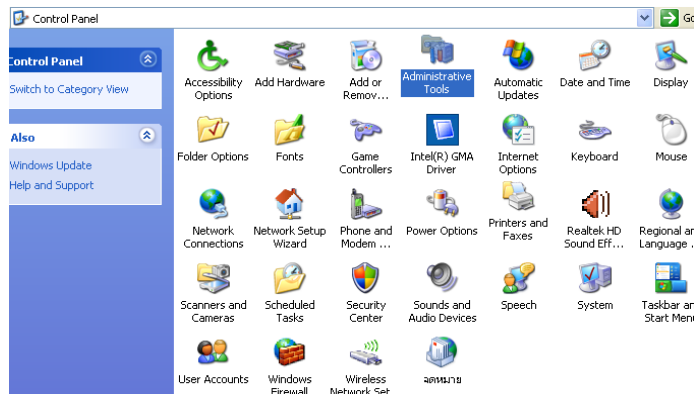 Control Panel
Go
Control Panel
Switch to Category View
Also
Windows Update
Help and Support
Accessibility Options
Add Hardware
Add or Remov...
Administrative Tools
Automatic Updates
Date and Time
Display
Folder Options
Fonts
Game Controllers
Intel(R) GMA Driver
Internet Options
Keyboard
Mouse
Network Connections
Network Setup Wizard
Phone and Modem ...
Power Options
Printers and Faxes
Realtek HD Sound Eff...
Regional an
Language .
Scanners and Cameras
Scheduled Tasks
Security Center
Sounds and Audio Devices
Speech
System
Taskbar an
Start Menu
User Accounts
Windows Firewall
Wireless Network Set
จดหมาย